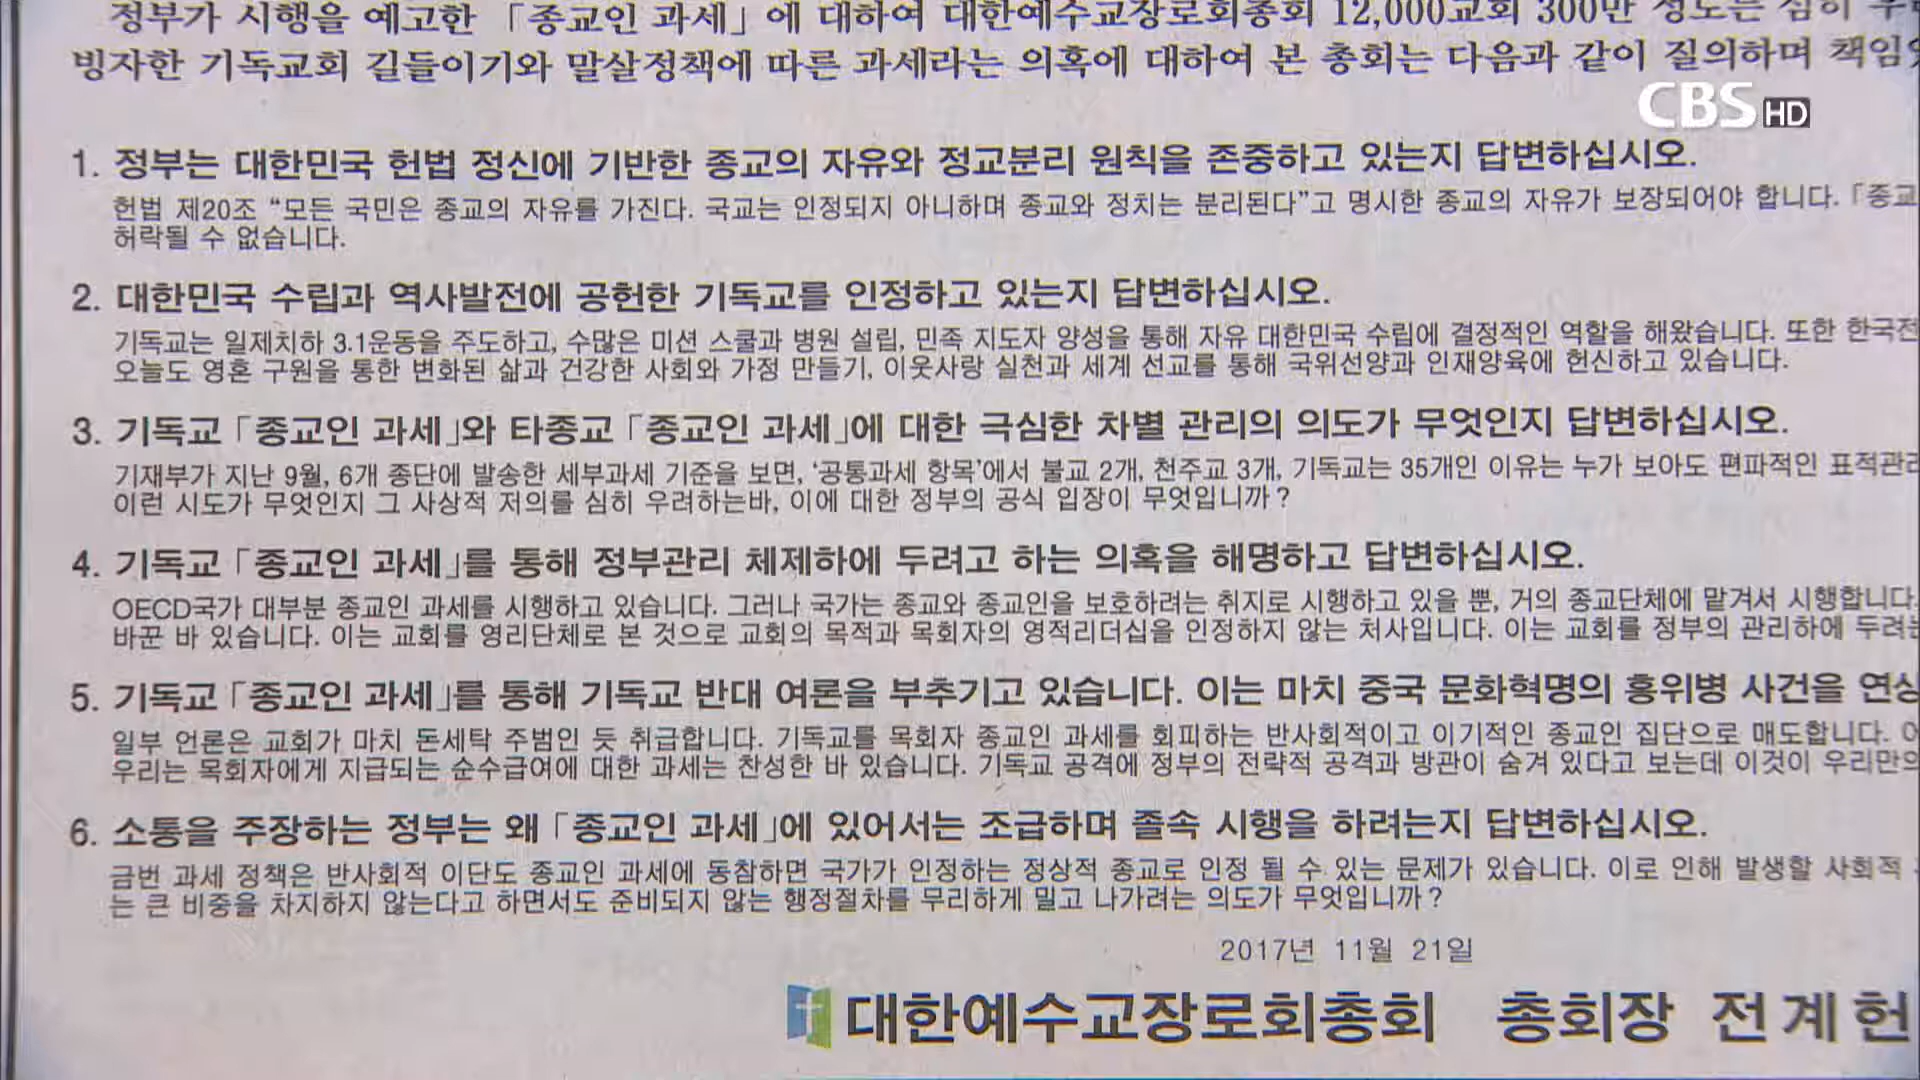 정부가 시행을 예고한 「종교인 과세」에 대하여 대한예수교장로회총회 12,000교회 300만 성도는 심히
빙자한 기독교회 길들이기와 말살정책에 따른 과세라는 의혹에 대하여 본 총회는 다음과 같이 질의하며
CBS HD
1. 정부는 대한민국 헌법 정신에 기반한 종교의 자유와 정교분리 원칙을 존중하고 있는지 답변하십시오.
헌법 제20조 “모든 국민은 종교의 자유를 가진다. 국교는 인정되지 아니하며 종교와 정치는 분리된다”고 명시한 종교의 자유가 보장되어야 합니다. 「종교
허락될 수 없습니다.
2. 대한민국 수립과 역사발전에 공헌한 기독교를 인정하고 있는지 답변하십시오.
기독교는 일제치하 3.1운동을 주도하고, 수많은 미션 스쿨과 병원 설립, 민족 지도자 양성을 통해 자유 대한민국 수립에 결정적인 역할을 해왔습니다. 또한
오늘도 영혼 구원을 통한 변화된 삶과 건강한 사회와 가정 만들기, 이웃사랑 실천과 세계 선교를 통해 국위선양과 인재양육에 헌신하고 있습니다.
3. 기독교 「종교인 과세」와 타종교 「종교인 과세」에 대한 극심한 차별 관리의 의도가 무엇인지 답변하십시오.
기재부가 지난 9월, 6개 종단에 발송한 세부과세 기준을 보면, ‘공통과세 항목’에서 불교 2개, 천주교 3개, 기독교는 35개인 이유는 누가 보아도 편파적인 표적관리
이런 시도가 무엇인지 그 사상적 저의를 심히 우려하는바, 이에 대한 정부의 공식 입장이 무엇입니까?
4. 기독교 「종교인 과세」를 통해 정부관리 체제하에 두려고 하는 의혹을 해명하고 답변하십시오.
OECD국가 대부분 종교인 과세를 시행하고 있습니다. 그러나 국가는 종교와 종교인을 보호하려는 취지로 시행하고 있을 뿐, 거의 종교단체에 맡겨서 시행합니다.
바꾼 바 있습니다. 이는 교회를 영리단체로 본 것으로 교회의 목적과 목회자의 영적리더십을 인정하지 않는 처사입니다. 이는 교회를 정부의 관리하에 두려는
5. 기독교 「종교인 과세」를 통해 기독교 반대 여론을 부추기고 있습니다. 이는 마치 중국 문화혁명의 홍위병 사건을
일부 언론은 교회가 마치 돈세탁 주범인 듯 취급합니다. 기독교를 목회자 종교인 과세를 회피하는 반사회적이고 이기적인 종교인 집단으로 매도합니다.
우리는 목회자에게 지급되는 순수급여에 대한 과세는 찬성한 바 있습니다. 기독교 공격에 정부의 전략적 공격과 방관이 숨겨 있다고 보는데 이것이 우리만의
6. 소통을 주장하는 정부는 왜 「종교인 과세」에 있어서는 조급하며 졸속 시행을 하려는지 답변하십시오.
금번 과세 정책은 반사회적 이단도 종교인 과세에 동참하면 국가가 인정하는 정상적 종교로 인정 될 수 있는 문제가 있습니다. 이로 인해 발생할 사회적
는 큰 비중을 차지하지 않는다고 하면서도 준비되지 않는 행정절차를 무리하게 밀고 나가려는 의도가 무엇입니까?
2017년 11월 21일
대한예수교장로회총회 총회장 전계헌